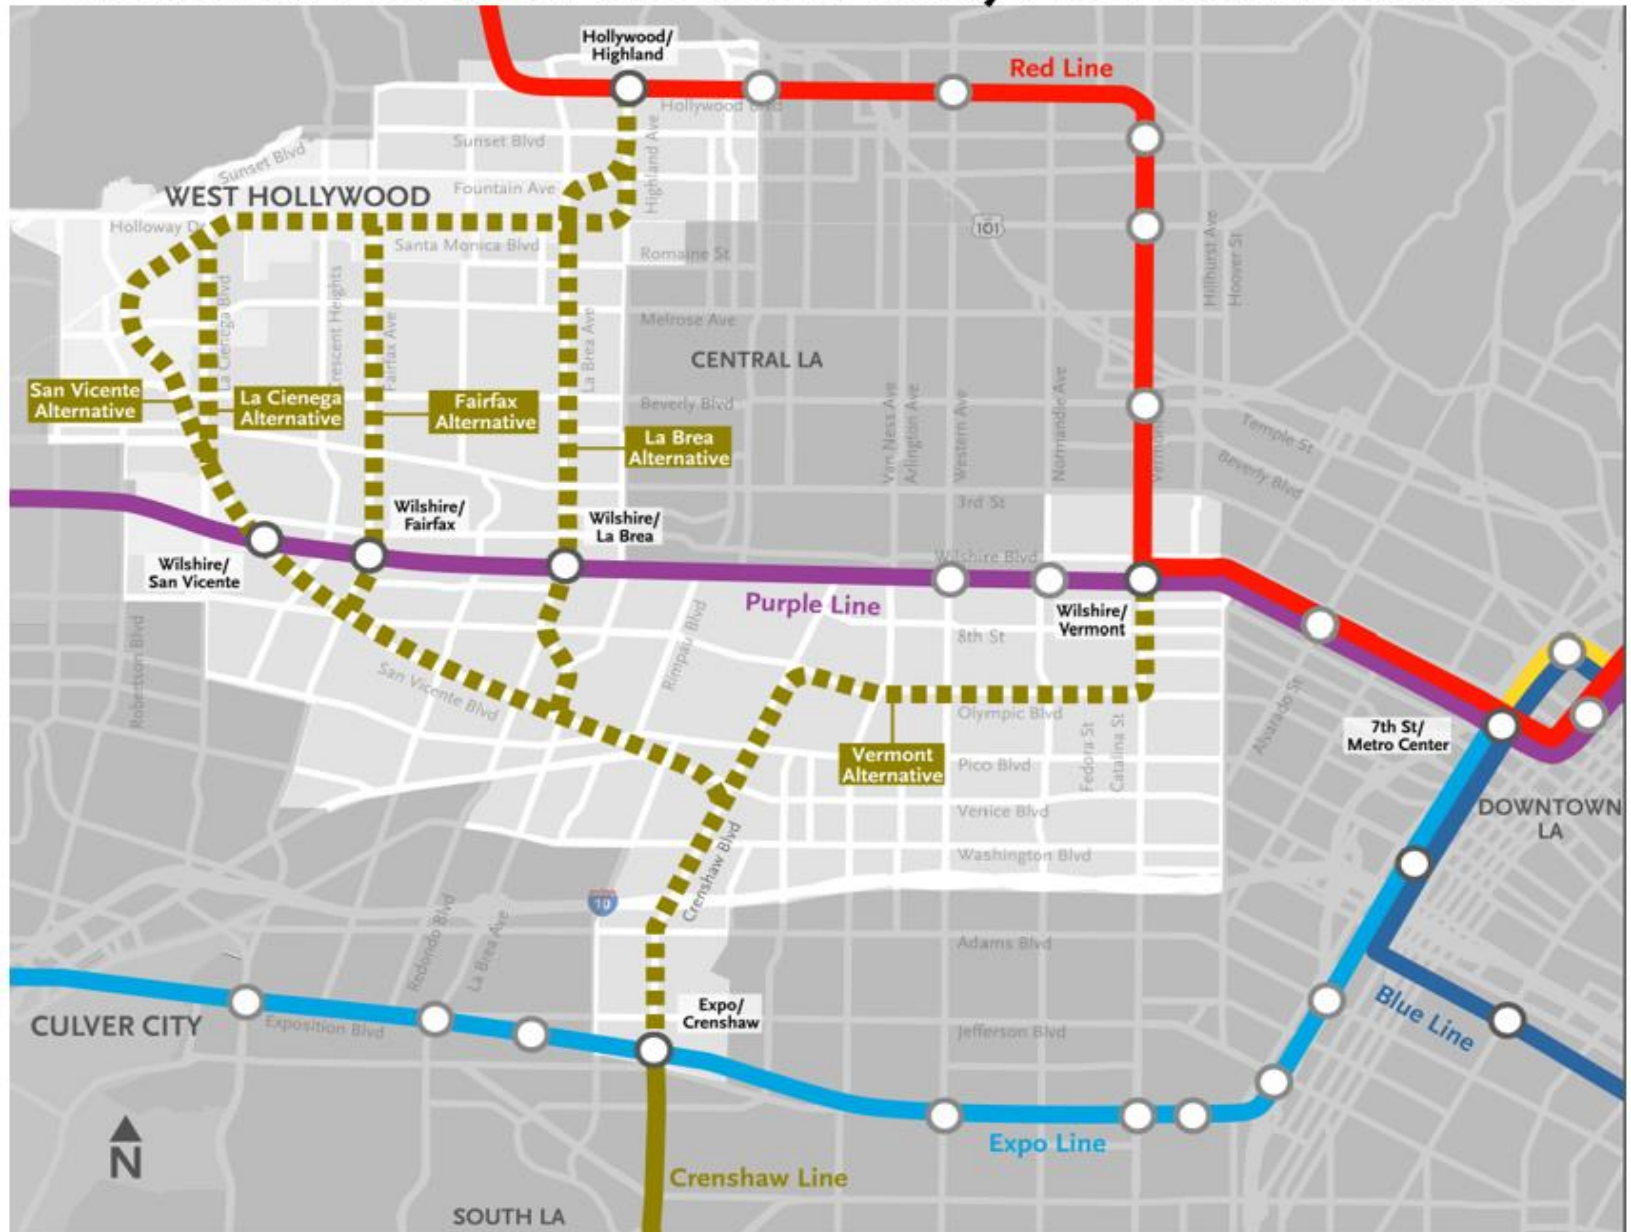 Hollywood/
Highland
Red Line
Hollywood Blvd
Sunset Blvd
Sunset Blvd
Highland Ave
WEST HOLLYWOOD
Fountain Ave
Holloway Dr
Santa Monica Blvd
Romaine St
101
Hillhurst Ave
Hoover St
La Cienega Blvd
Crescent Heights
Fairfax Ave
La Brea Ave
Melrose Ave
CENTRAL LA
San Vicente
Alternative
La Cienega
Alternative
Fairfax
Alternative
La Brea
Alternative
Beverly Blvd
Van Ness Ave
Arlington Ave
Western Ave
Normandie Ave
Vermont
Temple St
Beverly Blvd
3rd St
Wilshire/
Fairfax
Wilshire/
La Brea
Wilshire Blvd
Wilshire/
San Vicente
Purple Line
Wilshire/
Vermont
8th St
Robertson Blvd
San Vicente Blvd
Rimpau Blvd
Olympic Blvd
Fedora St
Catalina St
Alvarado St
7th St/
Metro Center
Vermont
Alternative
Pico Blvd
Venice Blvd
DOWNTOWN
LA
Washington Blvd
Crenshaw Blvd
10
Redondo Blvd
La Brea Ave
Adams Blvd
CULVER CITY
Exposition Blvd
Expo/
Crenshaw
Jefferson Blvd
Blue Line
N
Expo Line
Crenshaw Line
SOUTH LA